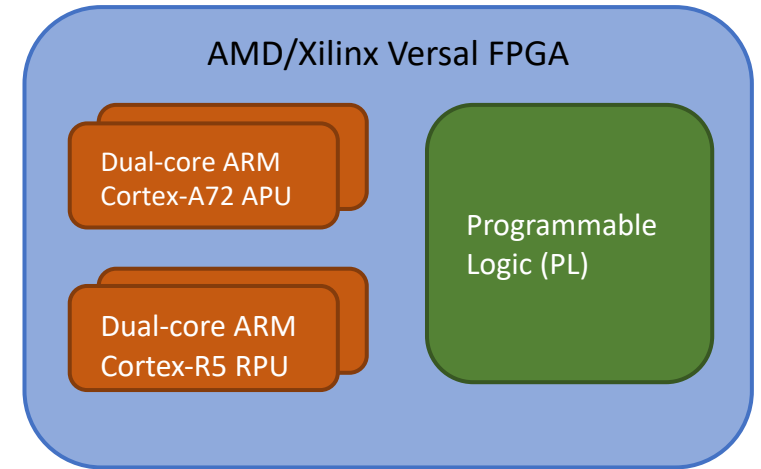 AMD/Xilinx Versal FPGA
Dual-core ARM
Cortex-A72 APU
Programmable
Logic (PL)
Dual-core ARM
Cortex-R5 RPU